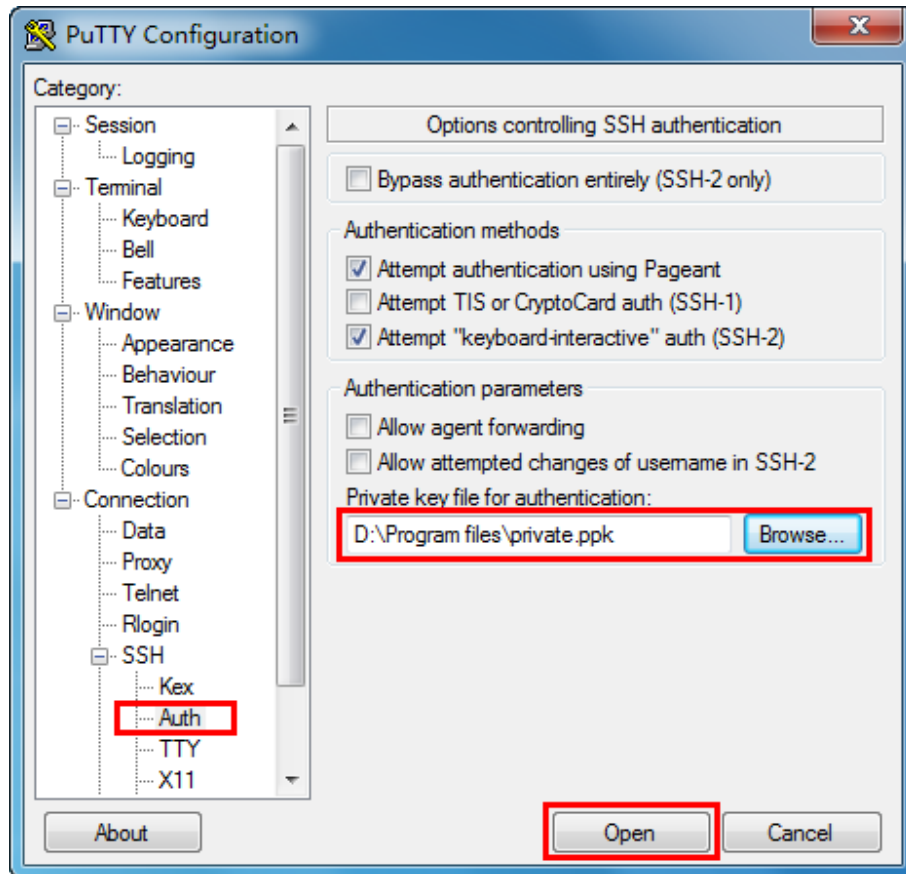 PuTTY Configuration
Category:
Session
Logging
Terminal
Keyboard
Bell
Features
Window
Appearance
Behaviour
Translation
Selection
Colours
Connection
Data
Proxy
Telnet
Rlogin
SSH
Kex
Auth
TTY
X11
Options controlling SSH authentication
Bypass authentication entirely (SSH-2 only)
Authentication methods
Attempt authentication using Pageant
Attempt TIS or CryptoCard auth (SSH-1)
Attempt "keyboard-interactive" auth (SSH-2)
Authentication parameters
Allow agent forwarding
Allow attempted changes of username in SSH-2
Private key file for authentication:
D:\Program files\private.ppk
Browse...
About
Open
Cancel